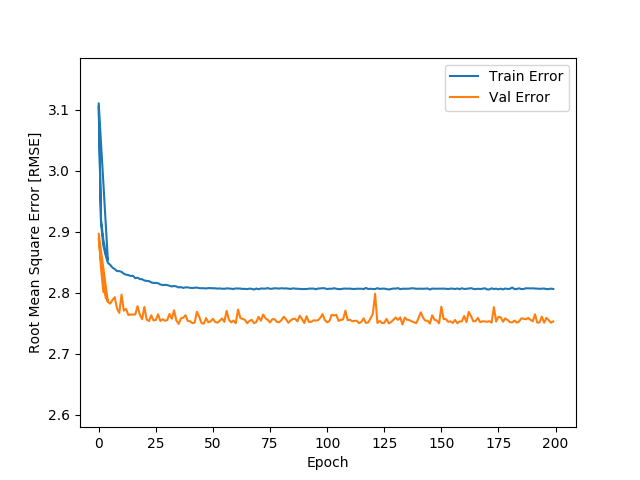 Train Error
Val Error
Root Mean Square Error [RMSE]
3.1
3.0
2.9
2.8
2.7
2.6
0 25 50 75 100 125 150 175 200
Epoch